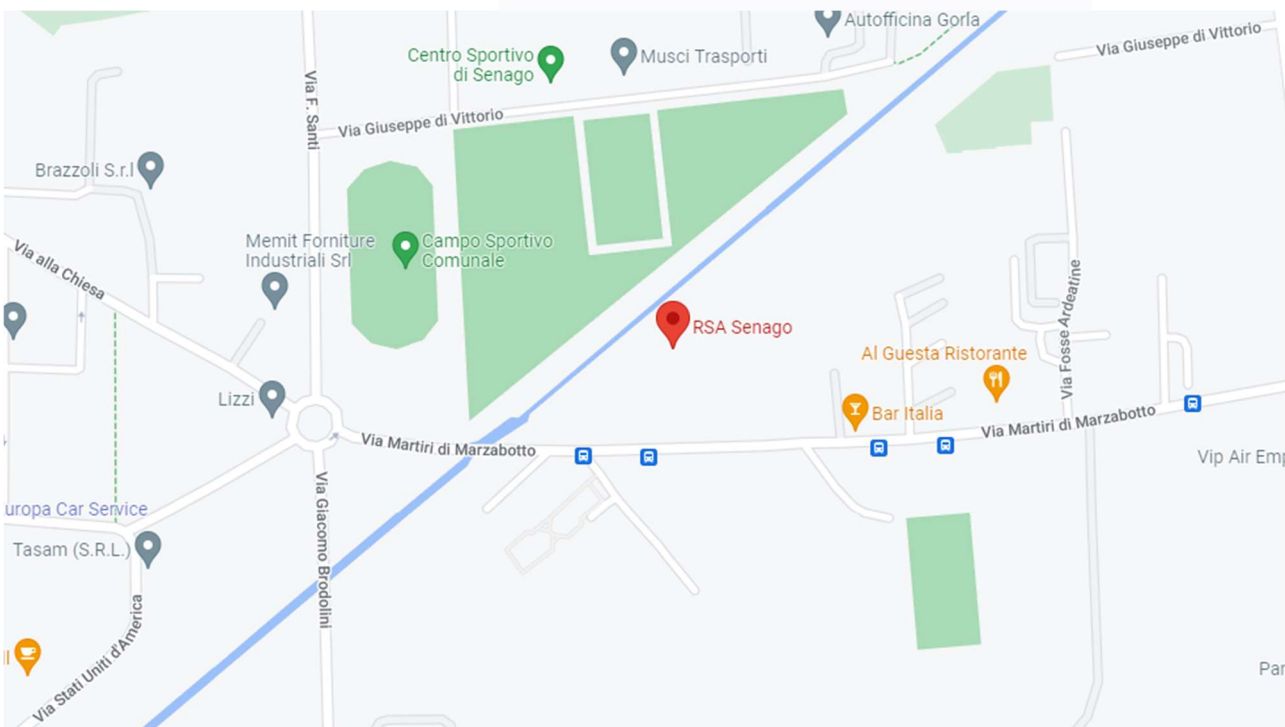 Autofficina Gorla
Via Giuseppe di Vittorio
Centro Sportivo
di Senago
Musci Trasporti
Via F. Santi
Via Giuseppe di Vittorio
Brazzoli S.r.l
Memit Forniture
Industriali Srl
Campo Sportivo
Comunale
Via alla Chiesa
RSA Senago
Via Fosse Ardeatine
Al Guesta Ristorante
Lizzi
Bar Italia
Via Martiri di Marzabotto
Via Martiri di Marzabotto
Vip Air Emp
uropa Car Service
Via Giacomo Brodolini
Tasam (S.R.L.)
Via Stati Uniti d'America
Par